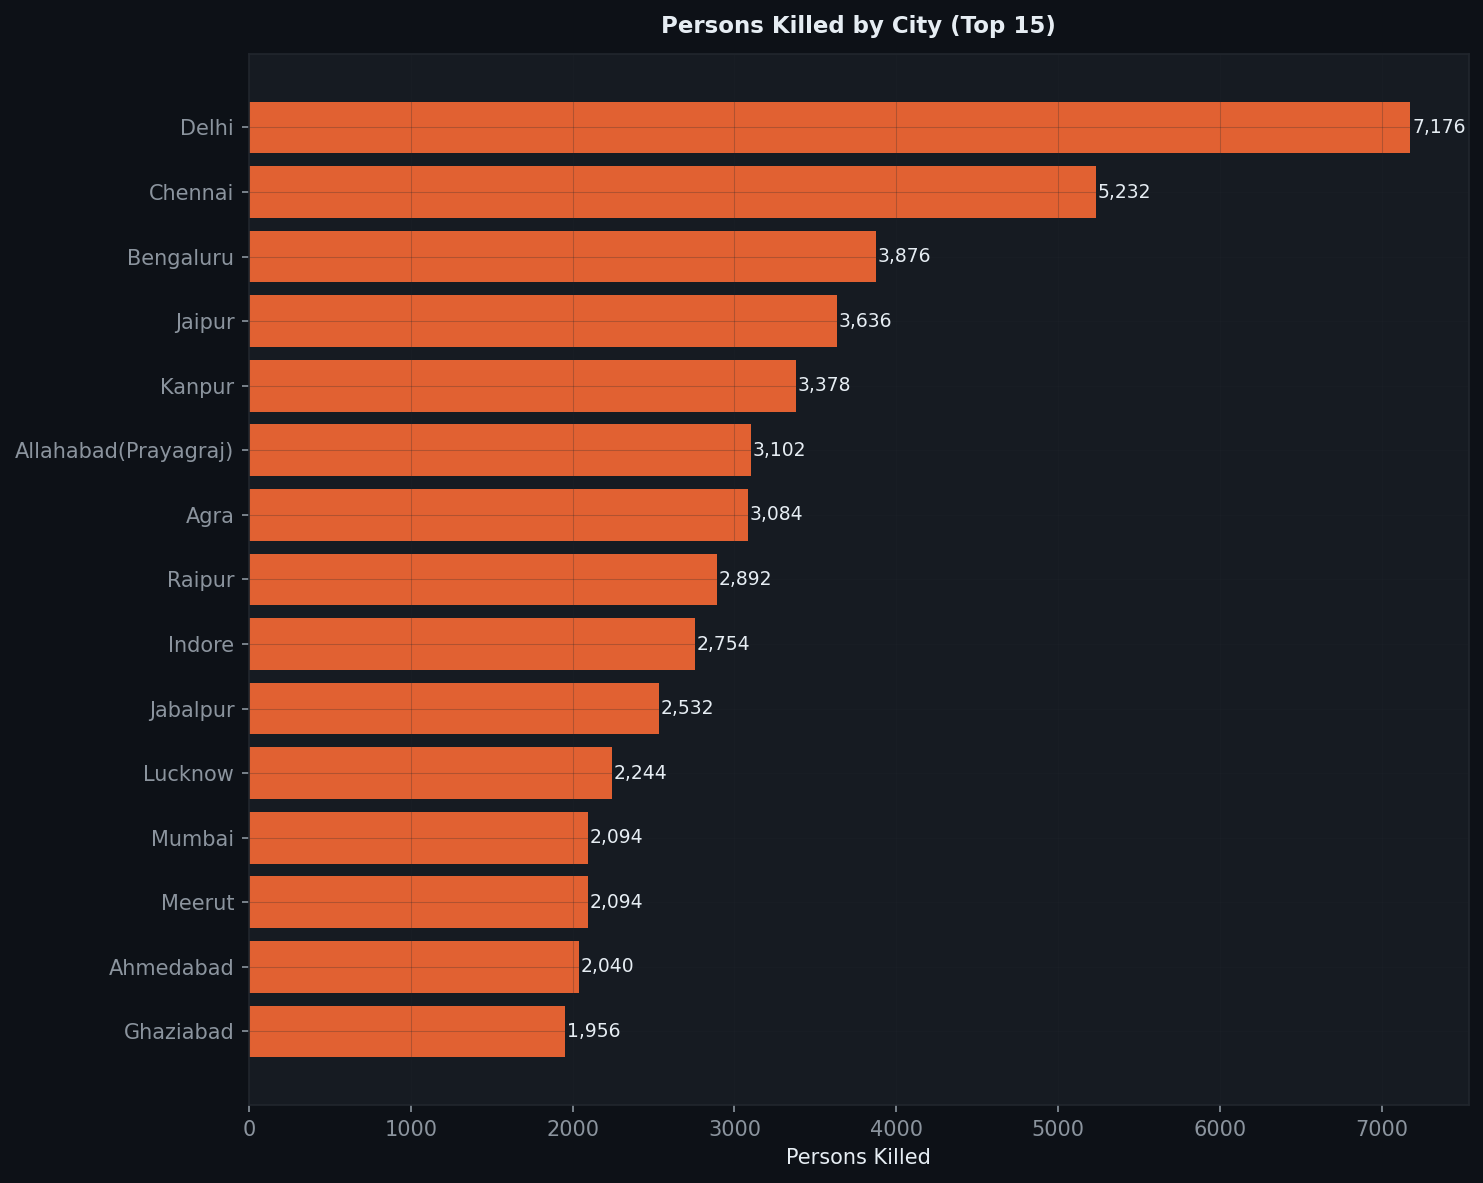 Persons Killed by City (Top 15)
Delhi 7,176
Chennai 5,232
Bengaluru 3,876
Jaipur 3,636
Kanpur 3,378
Allahabad(Prayagraj) 3,102
Agra 3,084
Raipur 2,892
Indore 2,754
Jabalpur 2,532
Lucknow 2,244
Mumbai 2,094
Meerut 2,094
Ahmedabad 2,040
Ghaziabad 1,956
0 1000 2000 3000 4000 5000 6000 7000
Persons Killed